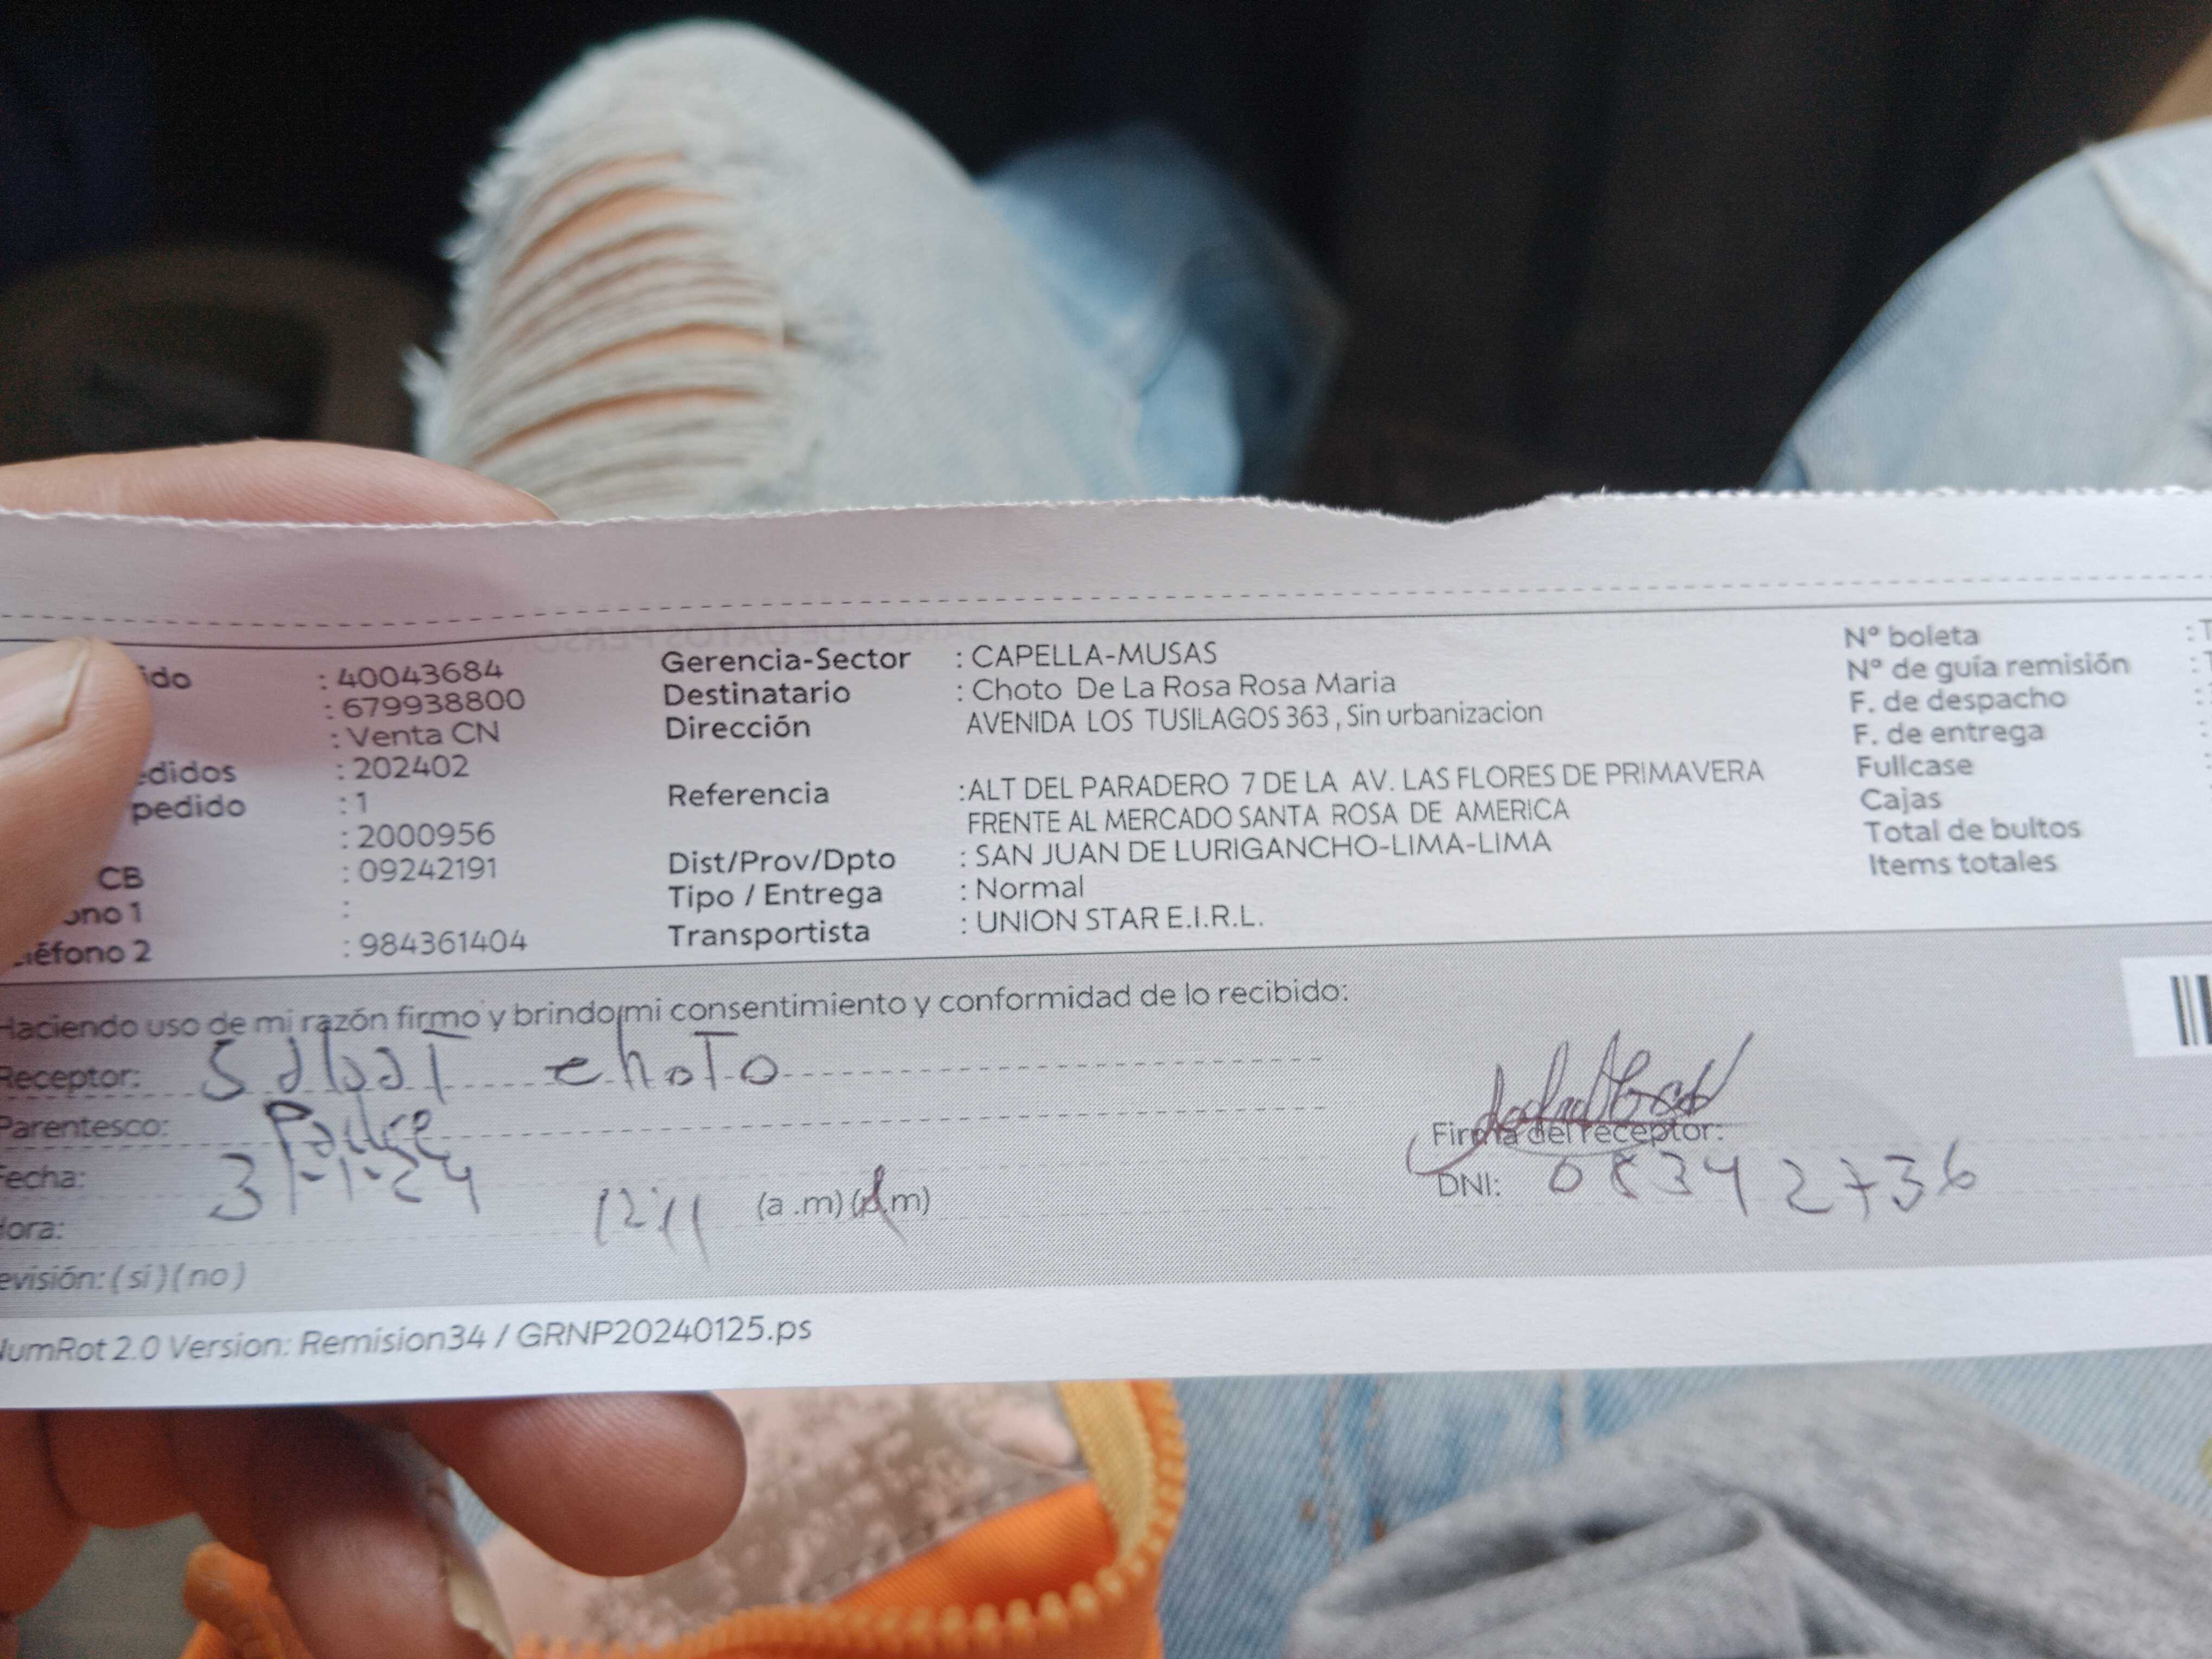 ido : 40043684
: 679938800
: Venta CN
edidos : 202402
pedido : 1
: 2000956
CB : 09242191
ono 1 :
léfono 2 : 984361404
Gerencia-Sector : CAPELLA-MUSAS
Destinatario : Choto De La Rosa Rosa Maria
Dirección AVENIDA LOS TUSILAGOS 363 , Sin urbanizacion
Referencia :ALT DEL PARADERO 7 DE LA AV. LAS FLORES DE PRIMAVERA
FRENTE AL MERCADO SANTA ROSA DE AMERICA
Dist/Prov/Dpto : SAN JUAN DE LURIGANCHO-LIMA-LIMA
Tipo / Entrega : Normal
Transportista : UNION STAR E.I.R.L.
Nº boleta : T
Nº de guía remisión : T
F. de despacho :
F. de entrega :
Fullcase :
Cajas
Total de bultos
Items totales
Haciendo uso de mi razón firmo y brindo mi consentimiento y conformidad de lo recibido:
Receptor: choTo
Parentesco: Padre
Fecha: 31-1-24
Hora: 12:11 (a .m) (p.m)
Firma del receptor:
DNI: 08342736
evisión: ( si ) ( no )
NumRot 2.0 Version: Remision34 / GRNP20240125.ps